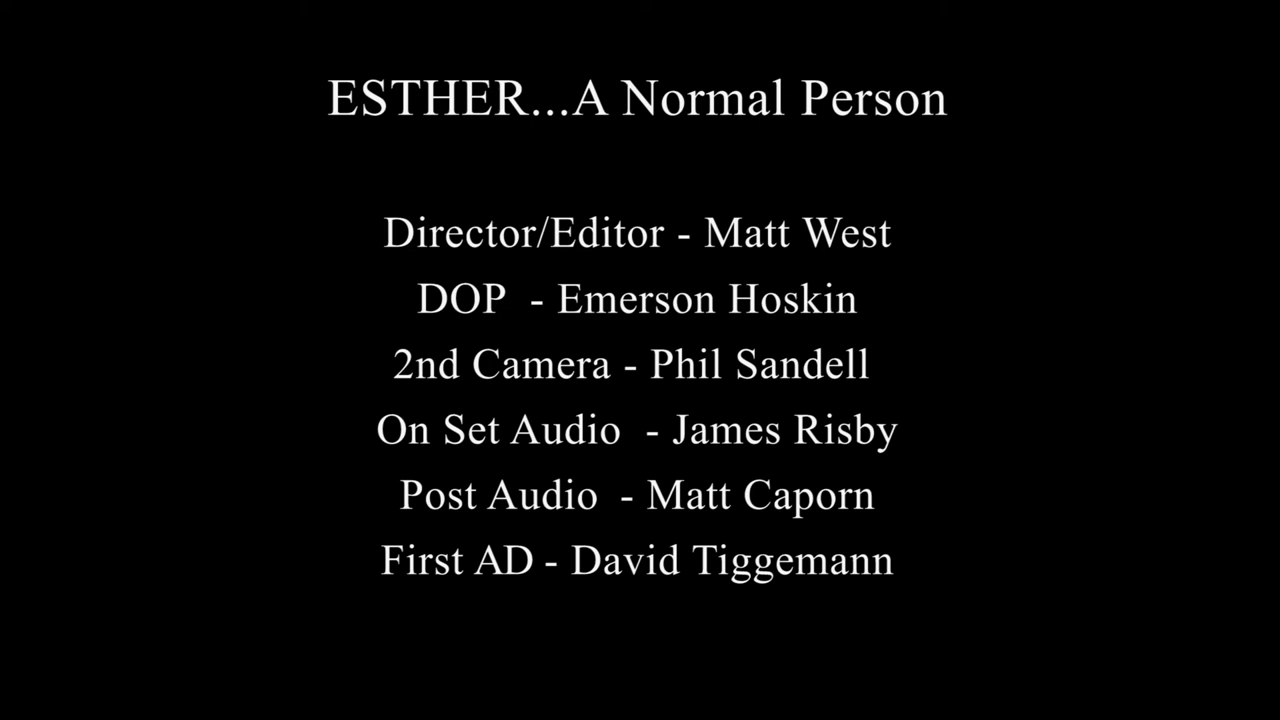 ESTHER...A Normal Person
Director/Editor - Matt West
DOP  - Emerson Hoskin
2nd Camera - Phil Sandell
On Set Audio  - James Risby
Post Audio  - Matt Caporn
First AD - David Tiggemann